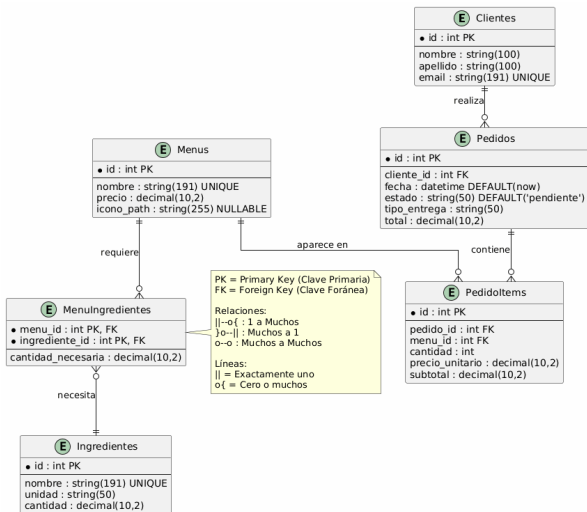 E Clientes
id : int PK
nombre : string(100)
apellido : string(100)
email : string(191) UNIQUE
realiza
E Pedidos
id : int PK
cliente_id : int FK
fecha : datetime DEFAULT(now)
estado : string(50) DEFAULT('pendiente')
tipo_entrega : string(50)
total : decimal(10,2)
E Menus
id : int PK
nombre : string(191) UNIQUE
precio : decimal(10,2)
icono_path : string(255) NULLABLE
requiere
aparece en
contiene
E MenuIngredientes
menu_id : int PK, FK
ingrediente_id : int PK, FK
cantidad_necesaria : decimal(10,2)
PK = Primary Key (Clave Primaria)
FK = Foreign Key (Clave Foránea)
Relaciones:
||--o{ : 1 a Muchos
}o--|| : Muchos a 1
o--o : Muchos a Muchos
Líneas:
|| = Exactamente uno
o{ = Cero o muchos
E PedidoItems
id : int PK
pedido_id : int FK
menu_id : int FK
cantidad : int
precio_unitario : decimal(10,2)
subtotal : decimal(10,2)
necesita
E Ingredientes
id : int PK
nombre : string(191) UNIQUE
unidad : string(50)
cantidad : decimal(10,2)